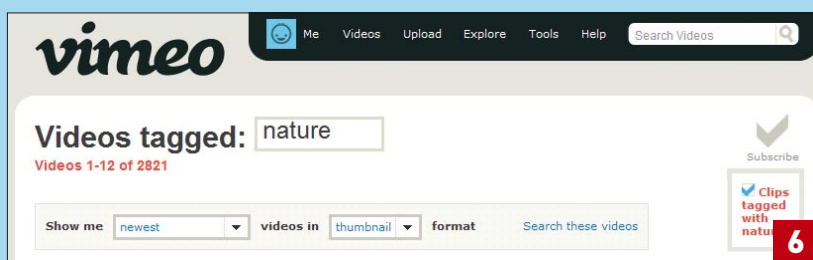 vimeo
Me Videos Upload Explore Tools Help Search Videos
Videos tagged: nature
Videos 1-12 of 2821
Subscribe
Show me newest videos in thumbnail format Search these videos
Clips
tagged
with
6